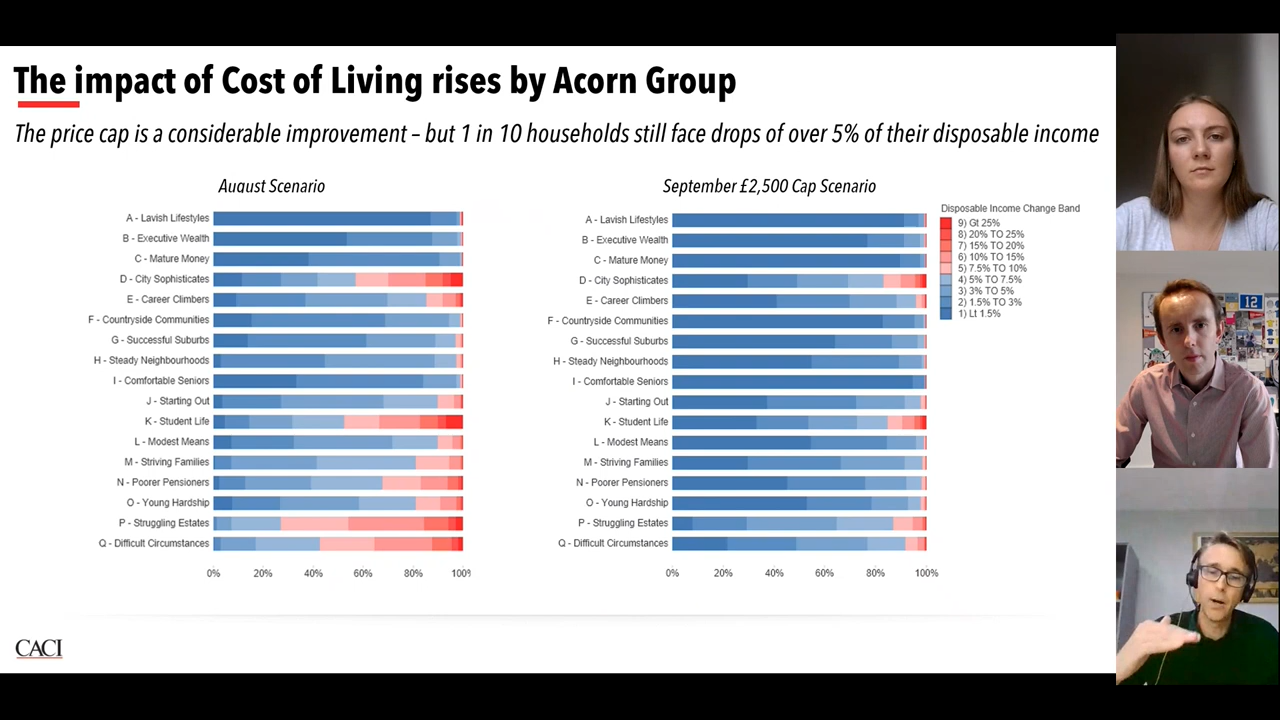 The impact of Cost of Living rises by Acorn Group
The price cap is a considerable improvement – but 1 in 10 households still face drops of over 5% of their disposable income
August Scenario
A - Lavish Lifestyles
B - Executive Wealth
C - Mature Money
D - City Sophisticates
E - Career Climbers
F - Countryside Communities
G - Successful Suburbs
H - Steady Neighbourhoods
I - Comfortable Seniors
J - Starting Out
K - Student Life
L - Modest Means
M - Striving Families
N - Poorer Pensioners
O - Young Hardship
P - Struggling Estates
Q - Difficult Circumstances
0% 20% 40% 60% 80% 100%
September £2,500 Cap Scenario
A - Lavish Lifestyles
B - Executive Wealth
C - Mature Money
D - City Sophisticates
E - Career Climbers
F - Countryside Communities
G - Successful Suburbs
H - Steady Neighbourhoods
I - Comfortable Seniors
J - Starting Out
K - Student Life
L - Modest Means
M - Striving Families
N - Poorer Pensioners
O - Young Hardship
P - Struggling Estates
Q - Difficult Circumstances
0% 20% 40% 60% 80% 100%
Disposable Income Change Band
9) Gt 25%
8) 20% TO 25%
7) 15% TO 20%
6) 10% TO 15%
5) 7.5% TO 10%
4) 5% TO 7.5%
3) 3% TO 5%
2) 1.5% TO 3%
1) Lt 1.5%
12
CACI